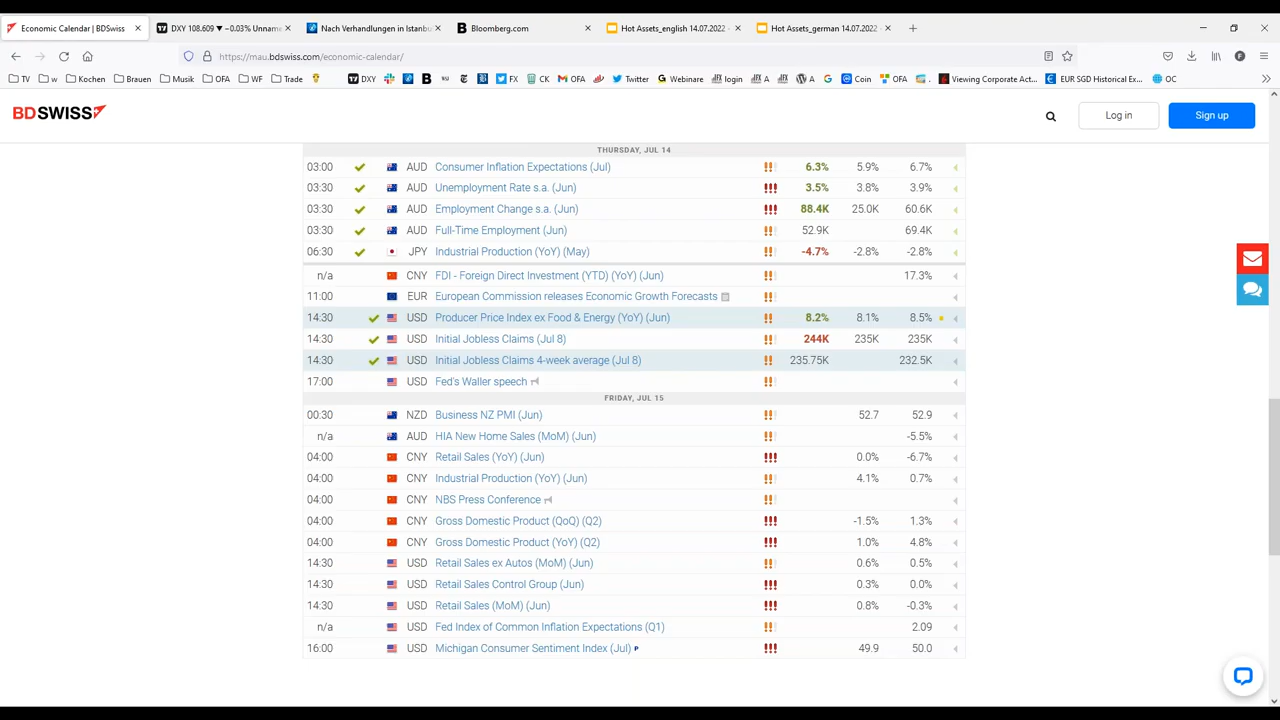 Economic Calendar | BDSwiss
DXY 108.609 ▼ −0.03% Unname
Nach Verhandlungen in Istanbu
Bloomberg.com
Hot Assets_english 14.07.2022 -
Hot Assets_german 14.07.2022 -
https://mau.bdswiss.com/economic-calendar/
TV w Kochen Brauen Musik OFA WF Trade DXY FX CK OFA Twitter Webinare login A A OFA Coin OFA Viewing Corporate Act... EUR SGD Historical Ex... OC
BDSWISS
Log in
Sign up
THURSDAY, JUL 14
03:00 AUD Consumer Inflation Expectations (Jul) 6.3% 5.9% 6.7%
03:30 AUD Unemployment Rate s.a. (Jun) 3.5% 3.8% 3.9%
03:30 AUD Employment Change s.a. (Jun) 88.4K 25.0K 60.6K
03:30 AUD Full-Time Employment (Jun) 52.9K 69.4K
06:30 JPY Industrial Production (YoY) (May) -4.7% -2.8% -2.8%
n/a CNY FDI - Foreign Direct Investment (YTD) (YoY) (Jun) 17.3%
11:00 EUR European Commission releases Economic Growth Forecasts
14:30 USD Producer Price Index ex Food & Energy (YoY) (Jun) 8.2% 8.1% 8.5%
14:30 USD Initial Jobless Claims (Jul 8) 244K 235K 235K
14:30 USD Initial Jobless Claims 4-week average (Jul 8) 235.75K 232.5K
17:00 USD Fed's Waller speech
FRIDAY, JUL 15
00:30 NZD Business NZ PMI (Jun) 52.7 52.9
n/a AUD HIA New Home Sales (MoM) (Jun) -5.5%
04:00 CNY Retail Sales (YoY) (Jun) 0.0% -6.7%
04:00 CNY Industrial Production (YoY) (Jun) 4.1% 0.7%
04:00 CNY NBS Press Conference
04:00 CNY Gross Domestic Product (QoQ) (Q2) -1.5% 1.3%
04:00 CNY Gross Domestic Product (YoY) (Q2) 1.0% 4.8%
14:30 USD Retail Sales ex Autos (MoM) (Jun) 0.6% 0.5%
14:30 USD Retail Sales Control Group (Jun) 0.3% 0.0%
14:30 USD Retail Sales (MoM) (Jun) 0.8% -0.3%
n/a USD Fed Index of Common Inflation Expectations (Q1) 2.09
16:00 USD Michigan Consumer Sentiment Index (Jul) P 49.9 50.0